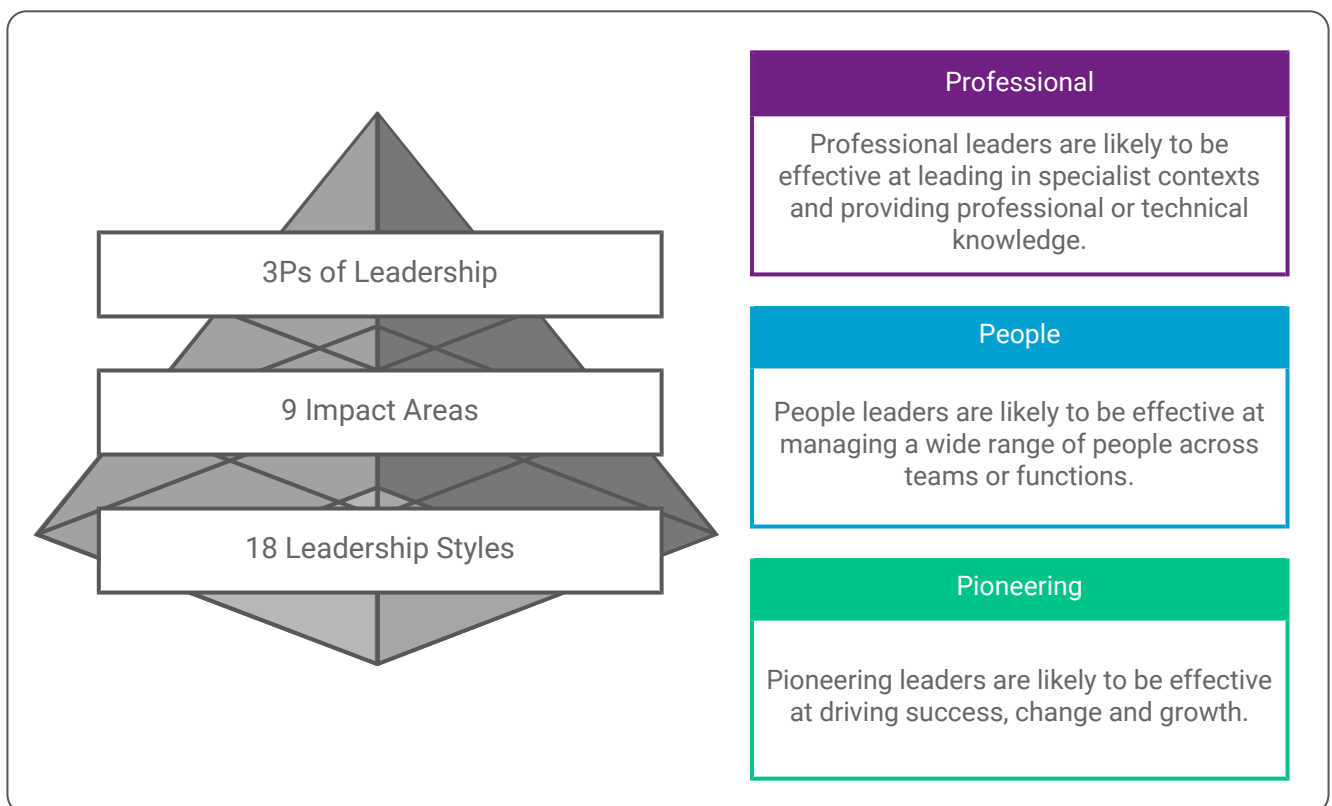 3Ps of Leadership
9 Impact Areas
18 Leadership Styles
Professional
Professional leaders are likely to be
effective at leading in specialist contexts
and providing professional or technical
knowledge.
People
People leaders are likely to be effective at
managing a wide range of people across
teams or functions.
Pioneering
Pioneering leaders are likely to be effective
at driving success, change and growth.